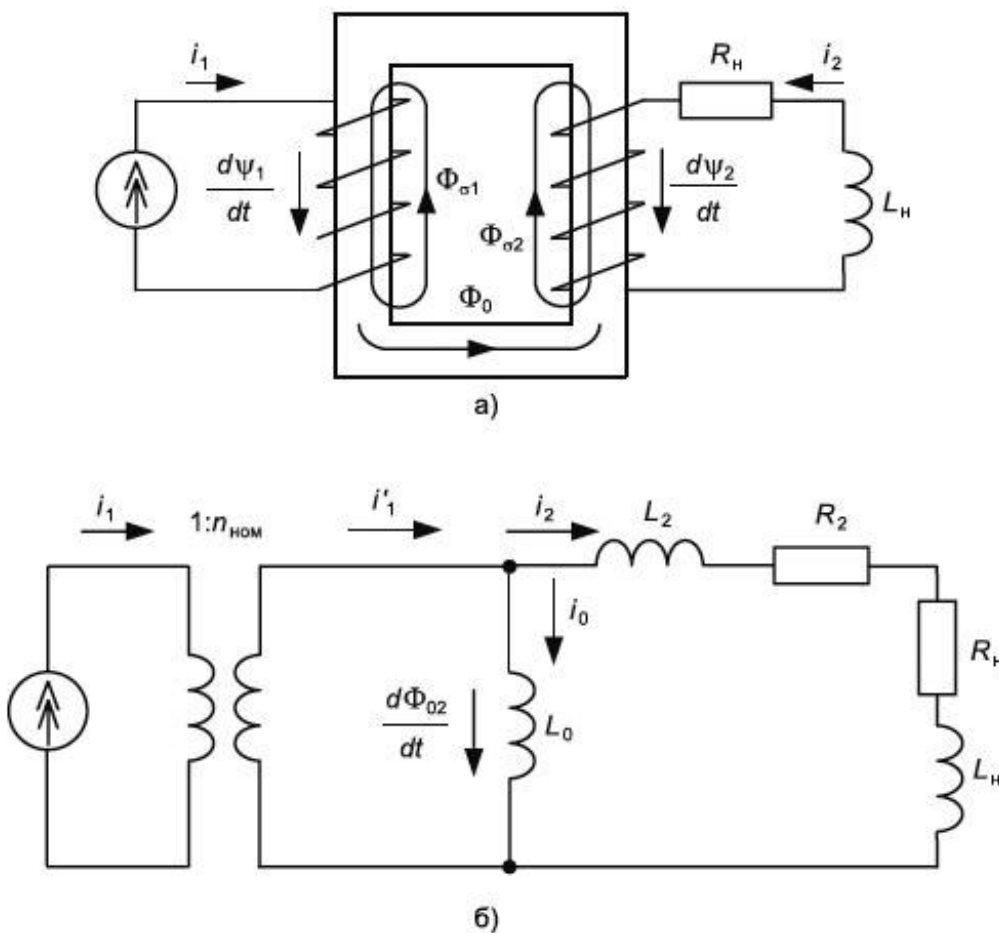 i₁
Rн
i₂
dψ₁
dt
Φσ1
Φσ2
Φ₀
dψ₂
dt
Lн
а)
i₁
1:nном
i'₁
i₂
L₂
R₂
i₀
dΦ₀₂
dt
L₀
Rн
Lн
б)